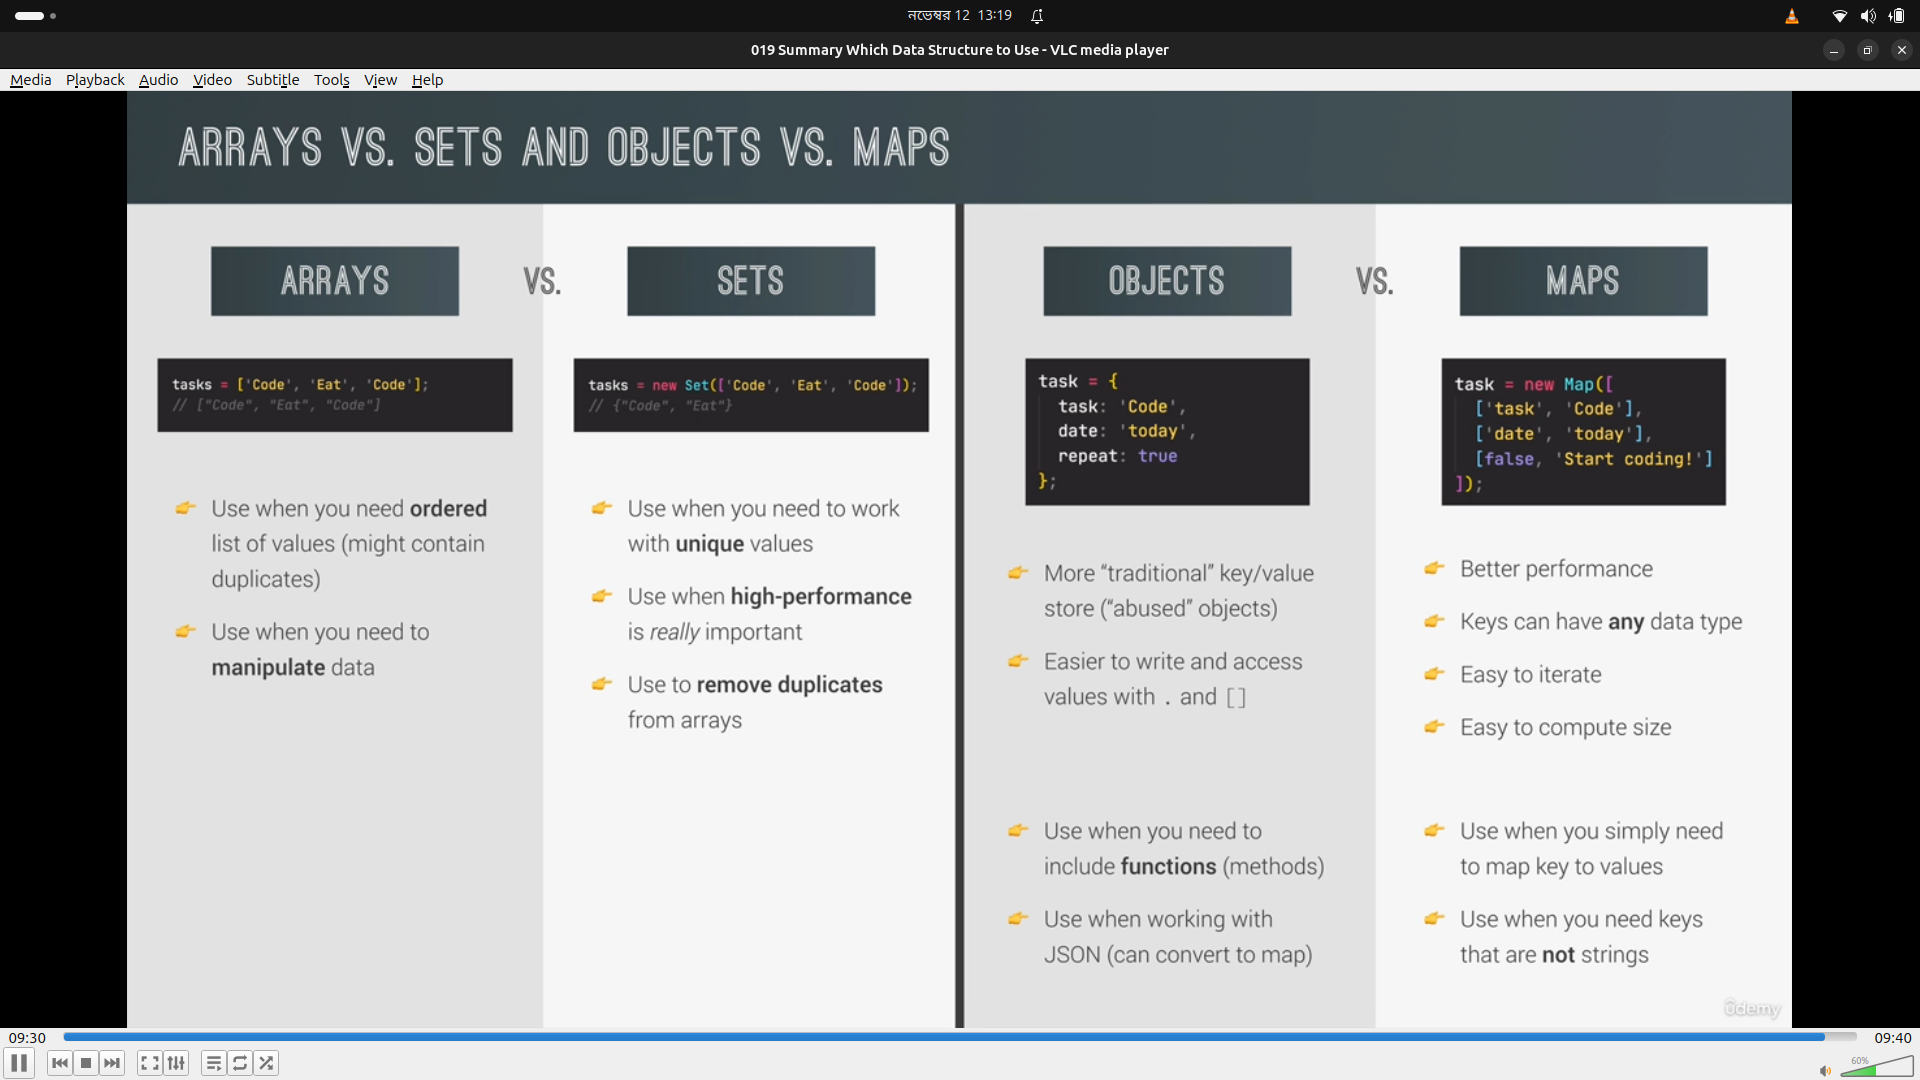 নভেম্বর 12 13:19
019 Summary Which Data Structure to Use - VLC media player
Media Playback Audio Video Subtitle Tools View Help
ARRAYS VS. SETS AND OBJECTS VS. MAPS
ARRAYS
VS.
SETS
tasks = ['Code', 'Eat', 'Code'];
// ["Code", "Eat", "Code"]
tasks = new Set(['Code', 'Eat', 'Code']);
// {"Code", "Eat"}
👉 Use when you need ordered
list of values (might contain
duplicates)
👉 Use when you need to
manipulate data
👉 Use when you need to work
with unique values
👉 Use when high-performance
is really important
👉 Use to remove duplicates
from arrays
OBJECTS
VS.
MAPS
task = {
task: 'Code',
date: 'today',
repeat: true
};
task = new Map([
['task', 'Code'],
['date', 'today'],
[false, 'Start coding!']
]);
👉 More “traditional” key/value
store (“abused” objects)
👉 Easier to write and access
values with . and []
👉 Use when you need to
include functions (methods)
👉 Use when working with
JSON (can convert to map)
👉 Better performance
👉 Keys can have any data type
👉 Easy to iterate
👉 Easy to compute size
👉 Use when you simply need
to map key to values
👉 Use when you need keys
that are not strings
ûdemy
09:30
09:40
60%